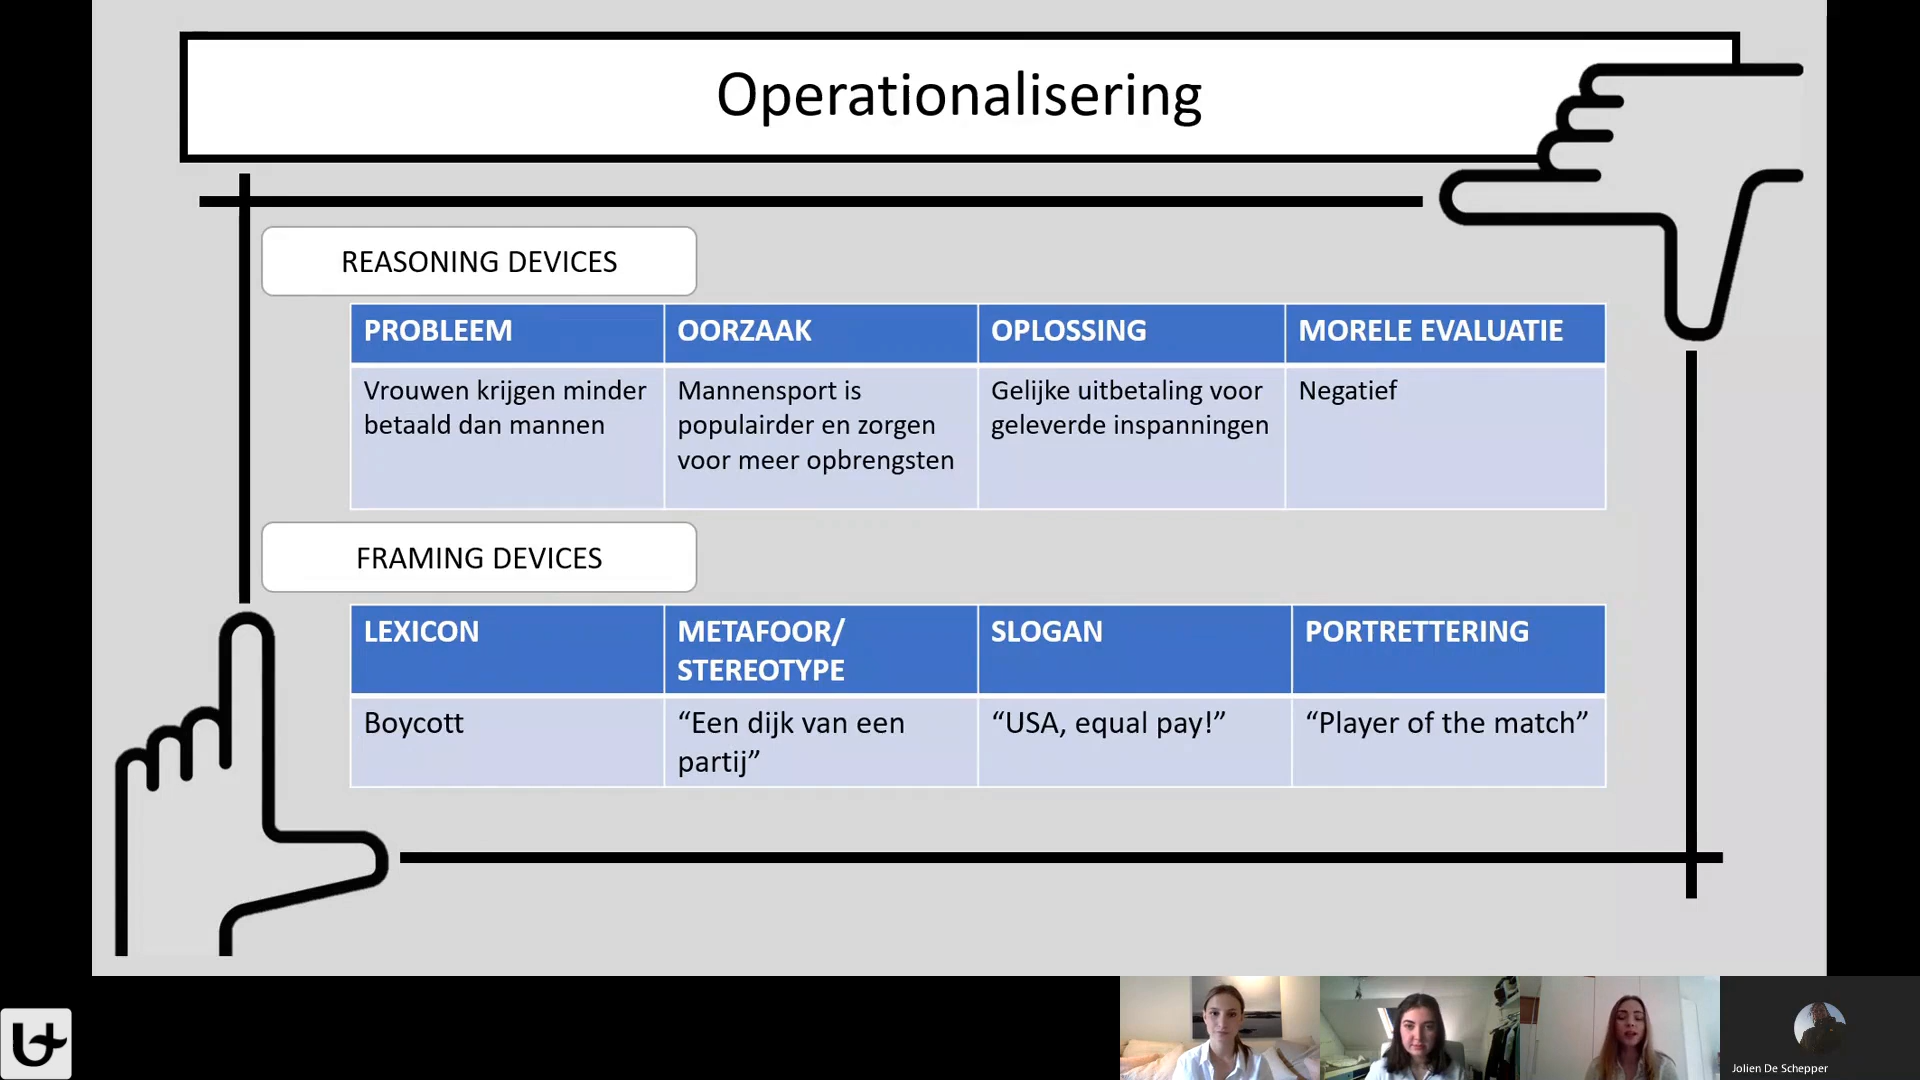 Operationalisering
REASONING DEVICES
PROBLEEM
OORZAAK
OPLOSSING
MORELE EVALUATIE
Vrouwen krijgen minder
betaald dan mannen
Mannensport is
populairder en zorgen
voor meer opbrengsten
Gelijke uitbetaling voor
geleverde inspanningen
Negatief
FRAMING DEVICES
LEXICON
METAFOOR/
STEREOTYPE
SLOGAN
PORTRETTERING
Boycott
“Een dijk van een
partij”
“USA, equal pay!”
“Player of the match”
Jolien De Schepper